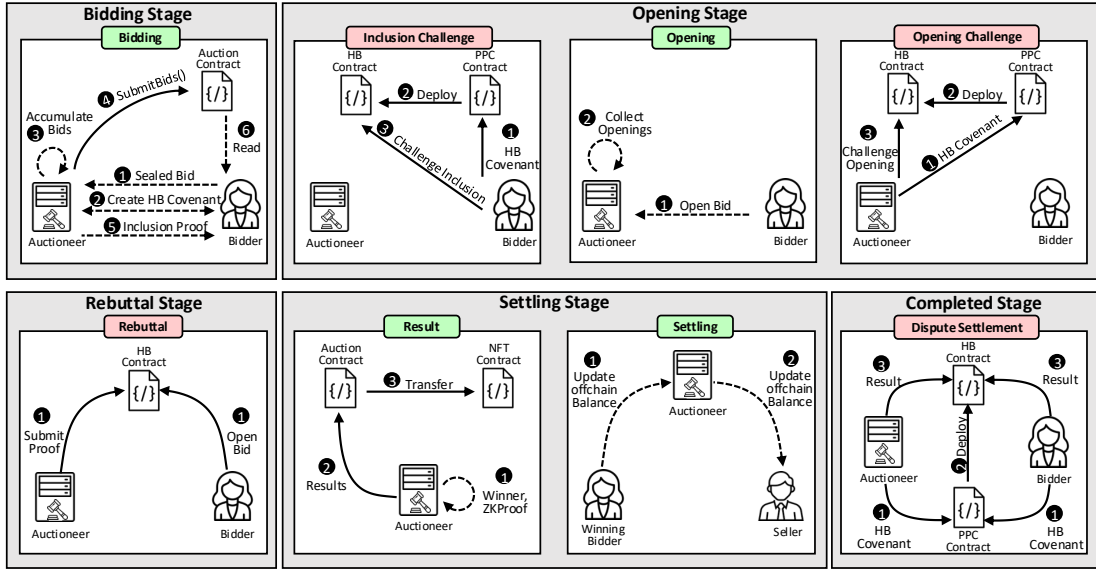 Bidding Stage
Bidding
Auction
Contract
{/}
4 SubmitBids()
Accumulate
3 Bids
6
Read
1 Sealed Bid
2 Create HB Covenant
5 Inclusion Proof
Auctioneer
Bidder
Opening Stage
Inclusion Challenge
HB
Contract
PPC
Contract
{/}
{/}
2 Deploy
3 Challenge Inclusion
1
HB
Covenant
Auctioneer
Bidder
Opening
2 Collect
Openings
1 Open Bid
Auctioneer
Bidder
Opening Challenge
HB
Contract
PPC
Contract
{/}
{/}
2 Deploy
3
Challenge
Opening
1 HB Covenant
Auctioneer
Bidder
Rebuttal Stage
Rebuttal
HB
Contract
{/}
1
Submit
Proof
1
Open
Bid
Auctioneer
Bidder
Settling Stage
Result
Auction
Contract
NFT
Contract
{/}
{/}
3 Transfer
2
Results
1
Winner,
ZKProof
Auctioneer
Settling
1
Update
offchain
Balance
2
Update
offchain
Balance
Auctioneer
Winning
Bidder
Seller
Completed Stage
Dispute Settlement
HB
Contract
{/}
3
Result
3
Result
2 Deploy
Auctioneer
Bidder
1
HB
Covenant
{/}
PPC
Contract
1
HB
Covenant